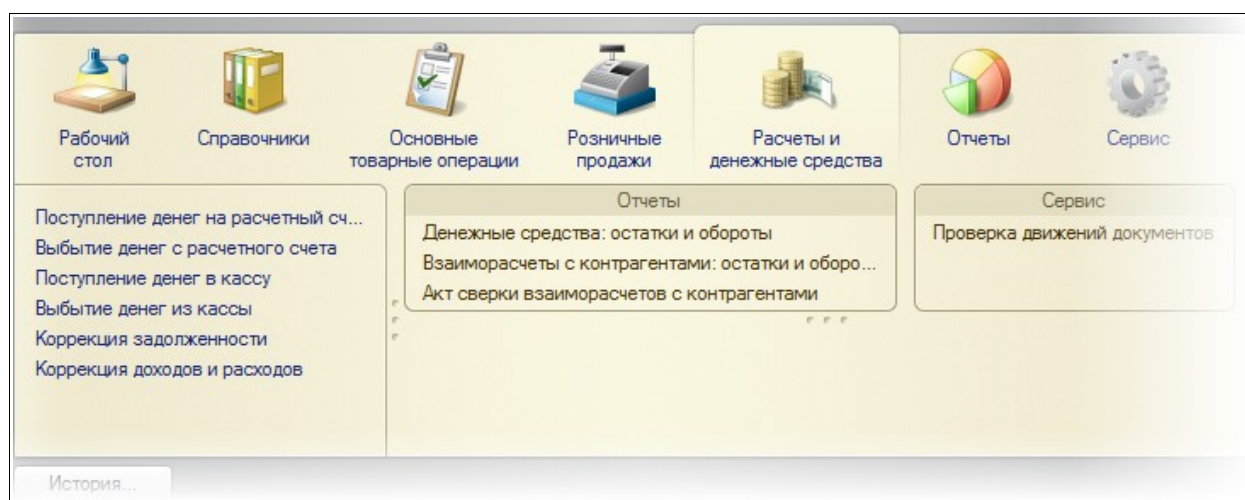 Рабочий
стол
Справочники
Основные
товарные операции
Розничные
продажи
Расчеты и
денежные средства
Отчеты
Сервис
Поступление денег на расчетный сч...
Выбытие денег с расчетного счета
Поступление денег в кассу
Выбытие денег из кассы
Коррекция задолженности
Коррекция доходов и расходов
Отчеты
Денежные средства: остатки и обороты
Взаиморасчеты с контрагентами: остатки и оборо...
Акт сверки взаиморасчетов с контрагентами
Сервис
Проверка движений документов
История...